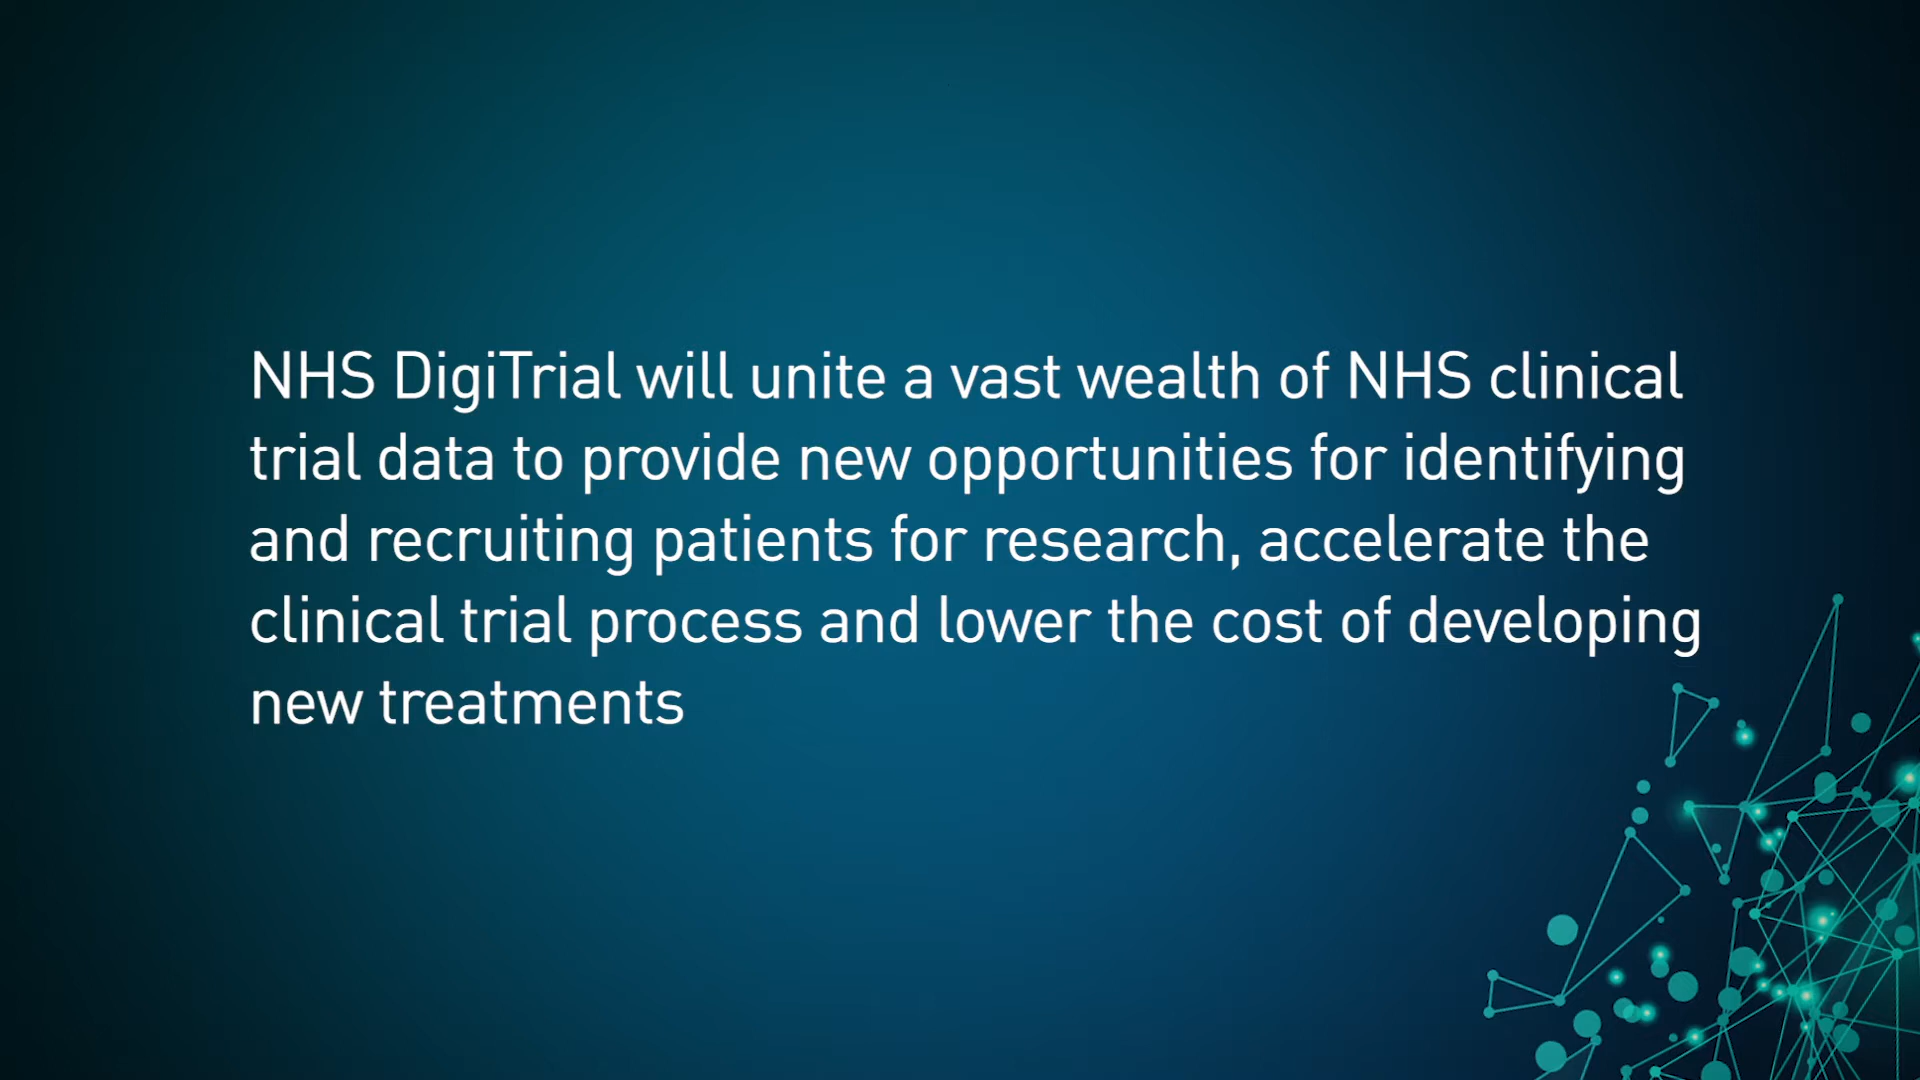 NHS DigiTrial will unite a vast wealth of NHS clinical
trial data to provide new opportunities for identifying
and recruiting patients for research, accelerate the
clinical trial process and lower the cost of developing
new treatments